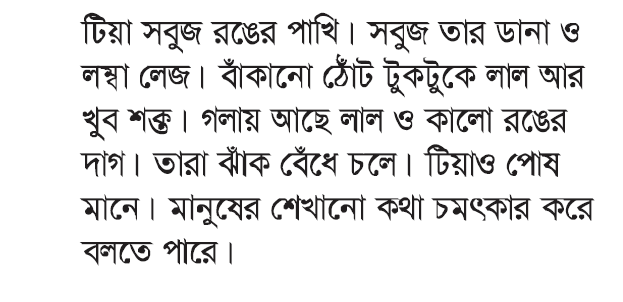 টিয়া সবুজ রঙের পাখি। সবুজ তার ডানা ও
লম্বা লেজ। বাঁকানো ঠোঁট টুকটুকে লাল আর
খুব শক্ত। গলায় আছে লাল ও কালো রঙের
দাগ। তারা ঝাঁক বেঁধে চলে। টিয়াও পোষ
মানে। মানুষের শেখানো কথা চমৎকার করে
বলতে পারে।